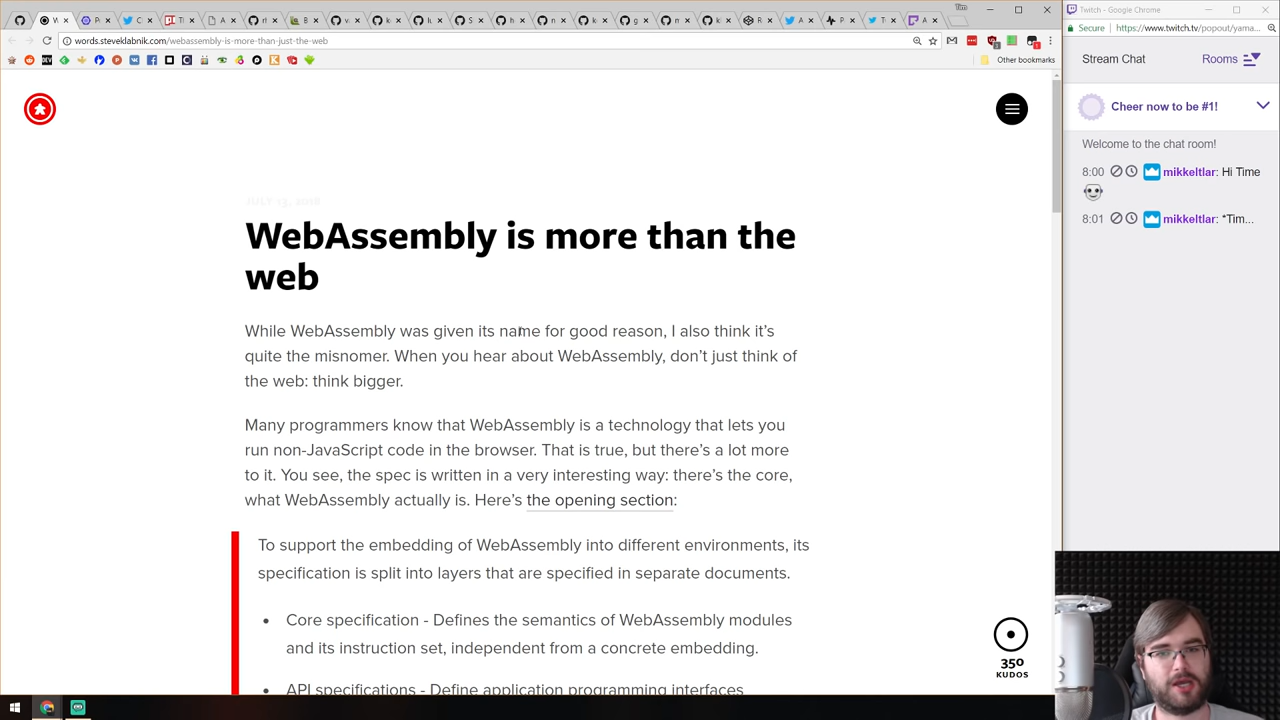 Tim
Twitch - Google Chrome
words.steveklabnik.com/webassembly-is-more-than-just-the-web
Secure
https://www.twitch.tv/popout/yama...
Other bookmarks
Stream Chat
Rooms
Cheer now to be #1!
Welcome to the chat room!
8:00 mikkeltlar: Hi Time
8:01 mikkeltlar: *Tim...
JULY 13, 2018
WebAssembly is more than the
web
While WebAssembly was given its name for good reason, I also think it’s
quite the misnomer. When you hear about WebAssembly, don’t just think of
the web: think bigger.
Many programmers know that WebAssembly is a technology that lets you
run non-JavaScript code in the browser. That is true, but there’s a lot more
to it. You see, the spec is written in a very interesting way: there’s the core,
what WebAssembly actually is. Here’s the opening section:
To support the embedding of WebAssembly into different environments, its
specification is split into layers that are specified in separate documents.
• Core specification - Defines the semantics of WebAssembly modules
and its instruction set, independent from a concrete embedding.
• API specifications - Define application programming interfaces
350
KUDOS